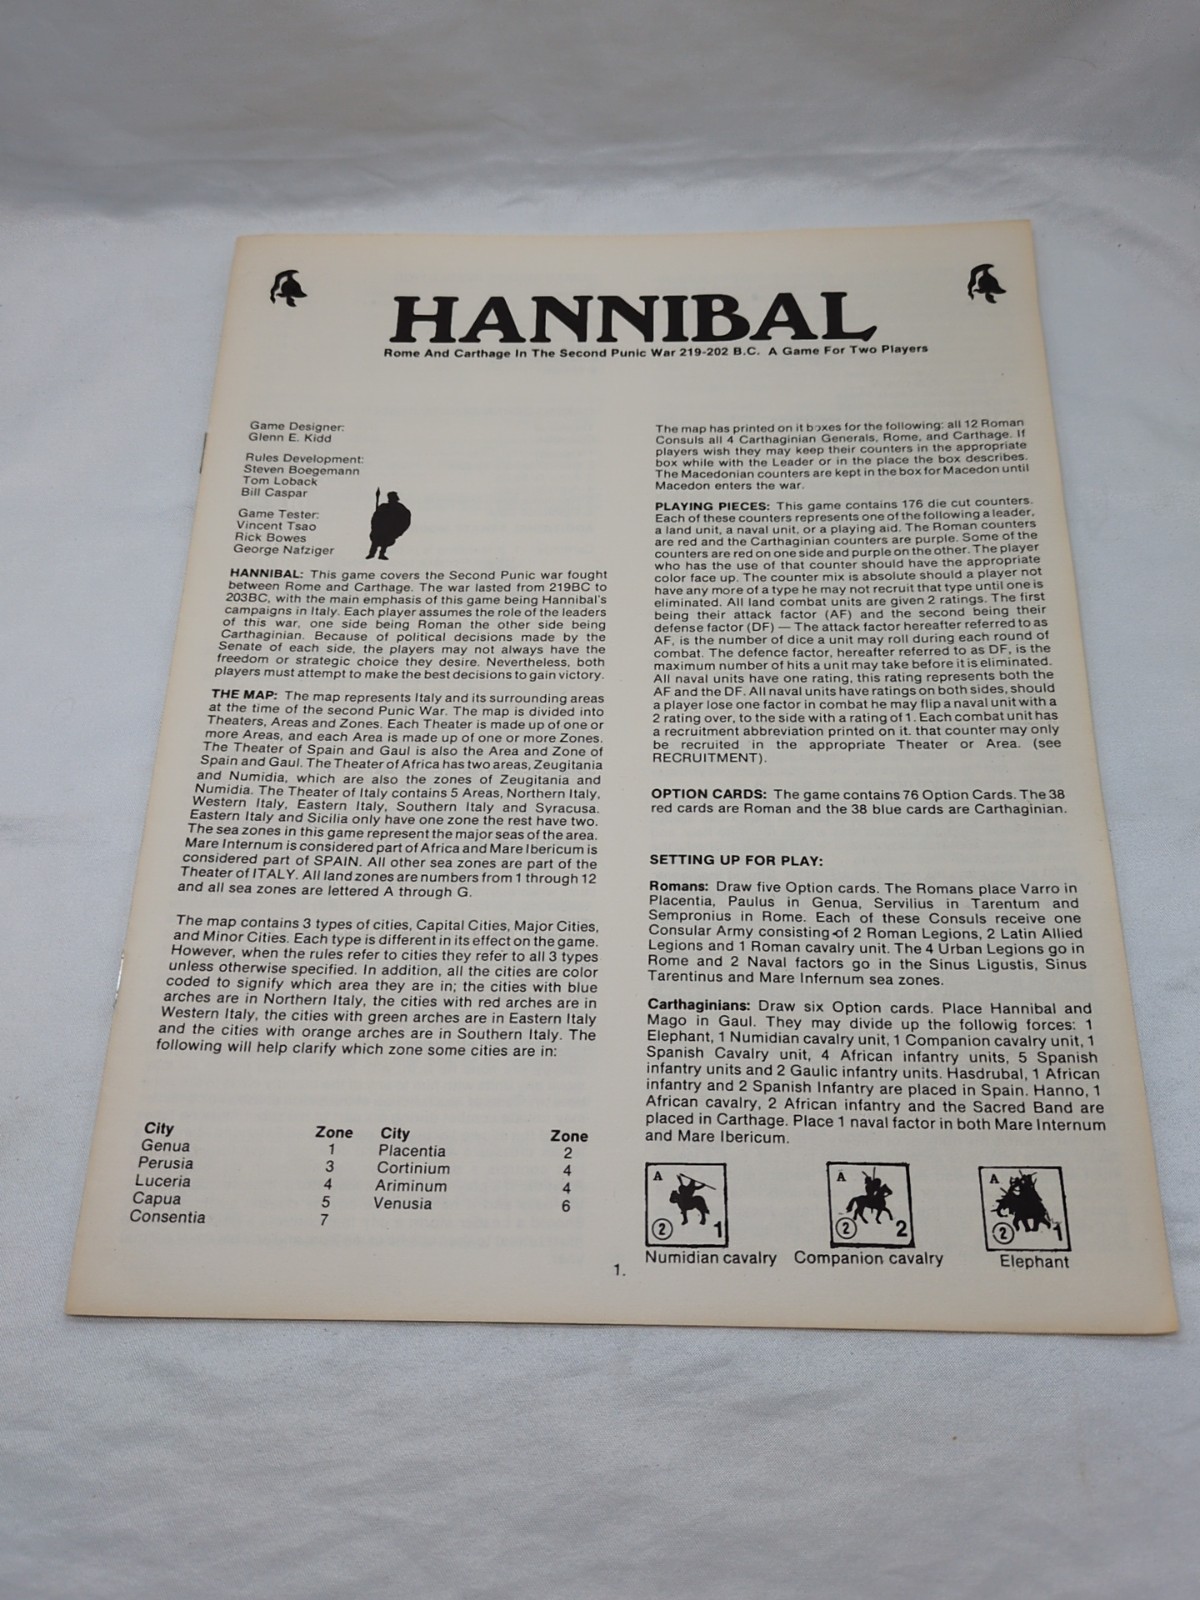 HANNIBAL
Rome And Carthage In The Second Punic War 219-202 B.C. A Game For Two Players
Game Designer:
Glenn E. Kidd
Rules Development:
Steven Boegemann
Tom Loback
Bill Caspar
Game Tester:
Vincent Tsao
Rick Bowes
George Nafziger
HANNIBAL: This game covers the Second Punic war fought
between Rome and Carthage. The war lasted from 219BC to
203BC, with the main emphasis of this game being Hannibal's
campaigns in Italy. Each player assumes the role of the leaders
of this war, one side being Roman the other side being
Carthaginian. Because of political decisions made by the
Senate of each side, the players may not always have the
freedom or strategic choice they desire. Nevertheless, both
players must attempt to make the best decisions to gain victory.
THE MAP: The map represents Italy and its surrounding areas
at the time of the second Punic War. The map is divided into
Theaters, Areas and Zones. Each Theater is made up of one or
more Areas, and each Area is made up of one or more Zones.
The Theater of Spain and Gaul is also the Area and Zone of
Spain and Gaul. The Theater of Africa has two areas, Zeugitania
and Numidia, which are also the zones of Zeugitania and
Numidia. The Theater of Italy contains 5 Areas, Northern Italy,
Western Italy, Eastern Italy, Southern Italy and Syracusa.
Eastern Italy and Sicilia only have one zone the rest have two.
The sea zones in this game represent the major seas of the area.
Mare Internum is considered part of Africa and Mare Ibericum is
considered part of SPAIN. All other sea zones are part of the
Theater of ITALY. All land zones are numbers from 1 through 12
and all sea zones are lettered A through G.
The map contains 3 types of cities, Capital Cities, Major Cities,
and Minor Cities. Each type is different in its effect on the game.
However, when the rules refer to cities they refer to all 3 types
unless otherwise specified. In addition, all the cities are color
coded to signify which area they are in; the cities with blue
arches are in Northern Italy, the cities with red arches are in
Western Italy, the cities with green arches are in Eastern Italy
and the cities with orange arches are in Southern Italy. The
following will help clarify which zone some cities are in:
City Zone City Zone
Genua 1 Placentia 2
Perusia 3 Cortinium 4
Luceria 4 Ariminum 4
Capua 5 Venusia 6
Consentia 7
The map has printed on it boxes for the following: all 12 Roman
Consuls all 4 Carthaginian Generals, Rome, and Carthage. If
players wish they may keep their counters in the appropriate
box while with the Leader or in the place the box describes.
The Macedonian counters are kept in the box for Macedon until
Macedon enters the war.
PLAYING PIECES: This game contains 176 die cut counters.
Each of these counters represents one of the following a leader,
a land unit, a naval unit, or a playing aid. The Roman counters
are red and the Carthaginian counters are purple. Some of the
counters are red on one side and purple on the other. The player
who has the use of that counter should have the appropriate
color face up. The counter mix is absolute should a player not
have any more of a type he may not recruit that type until one is
eliminated. All land combat units are given 2 ratings. The first
being their attack factor (AF) and the second being their
defense factor (DF) — The attack factor hereafter referred to as
AF, is the number of dice a unit may roll during each round of
combat. The defence factor, hereafter referred to as DF, is the
maximum number of hits a unit may take before it is eliminated.
All naval units have one rating, this rating represents both the
AF and the DF. All naval units have ratings on both sides, should
a player lose one factor in combat he may flip a naval unit with a
2 rating over, to the side with a rating of 1. Each combat unit has
a recruitment abbreviation printed on it. that counter may only
be recruited in the appropriate Theater or Area. (see
RECRUITMENT).
OPTION CARDS: The game contains 76 Option Cards. The 38
red cards are Roman and the 38 blue cards are Carthaginian.
SETTING UP FOR PLAY:
Romans: Draw five Option cards. The Romans place Varro in
Placentia, Paulus in Genua, Servilius in Tarentum and
Sempronius in Rome. Each of these Consuls receive one
Consular Army consisting of 2 Roman Legions, 2 Latin Allied
Legions and 1 Roman cavalry unit. The 4 Urban Legions go in
Rome and 2 Naval factors go in the Sinus Ligustis, Sinus
Tarentinus and Mare Infernum sea zones.
Carthaginians: Draw six Option cards. Place Hannibal and
Mago in Gaul. They may divide up the followig forces: 1
Elephant, 1 Numidian cavalry unit, 1 Companion cavalry unit, 1
Spanish Cavalry unit, 4 African infantry units, 5 Spanish
infantry units and 2 Gaulic infantry units. Hasdrubal, 1 African
infantry and 2 Spanish Infantry are placed in Spain. Hanno, 1
African cavalry, 2 African infantry and the Sacred Band are
placed in Carthage. Place 1 naval factor in both Mare Internum
and Mare Ibericum.
A A A
2 1 2 2 2 1
Numidian cavalry Companion cavalry Elephant
1.